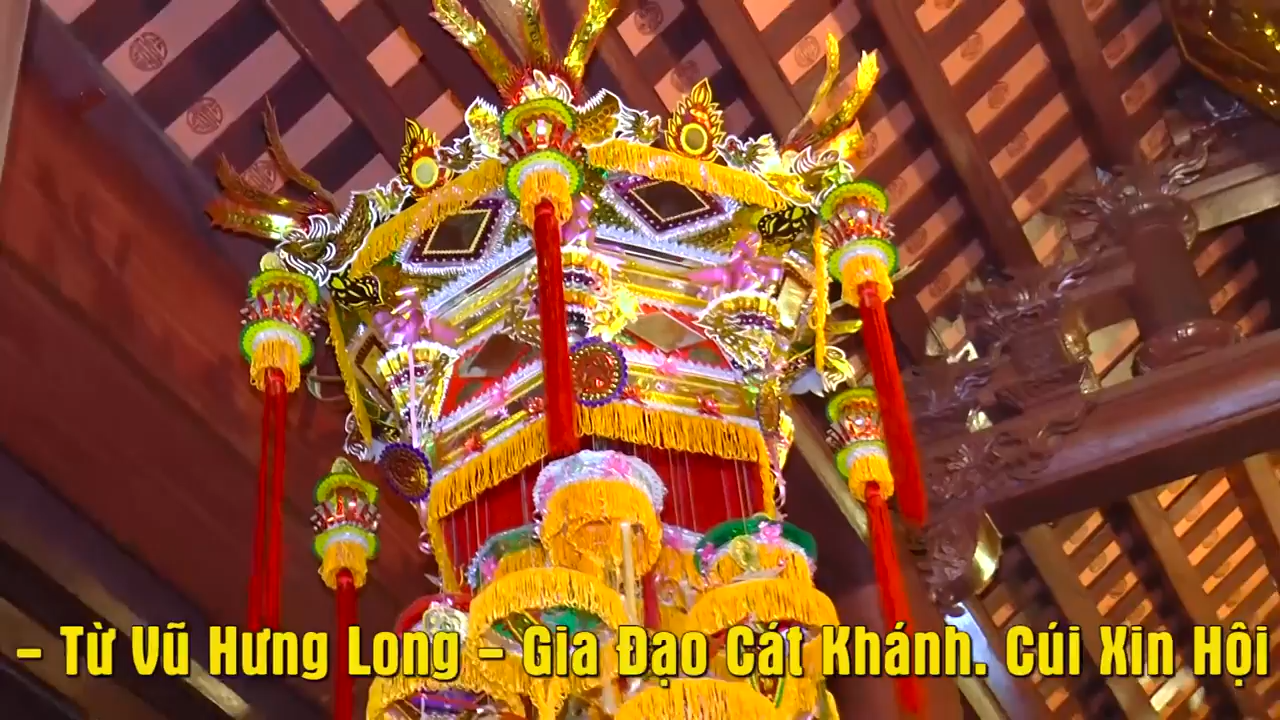 – Từ Vũ Hưng Long – Gia Đạo Cát Khánh. Cúi Xin Hội